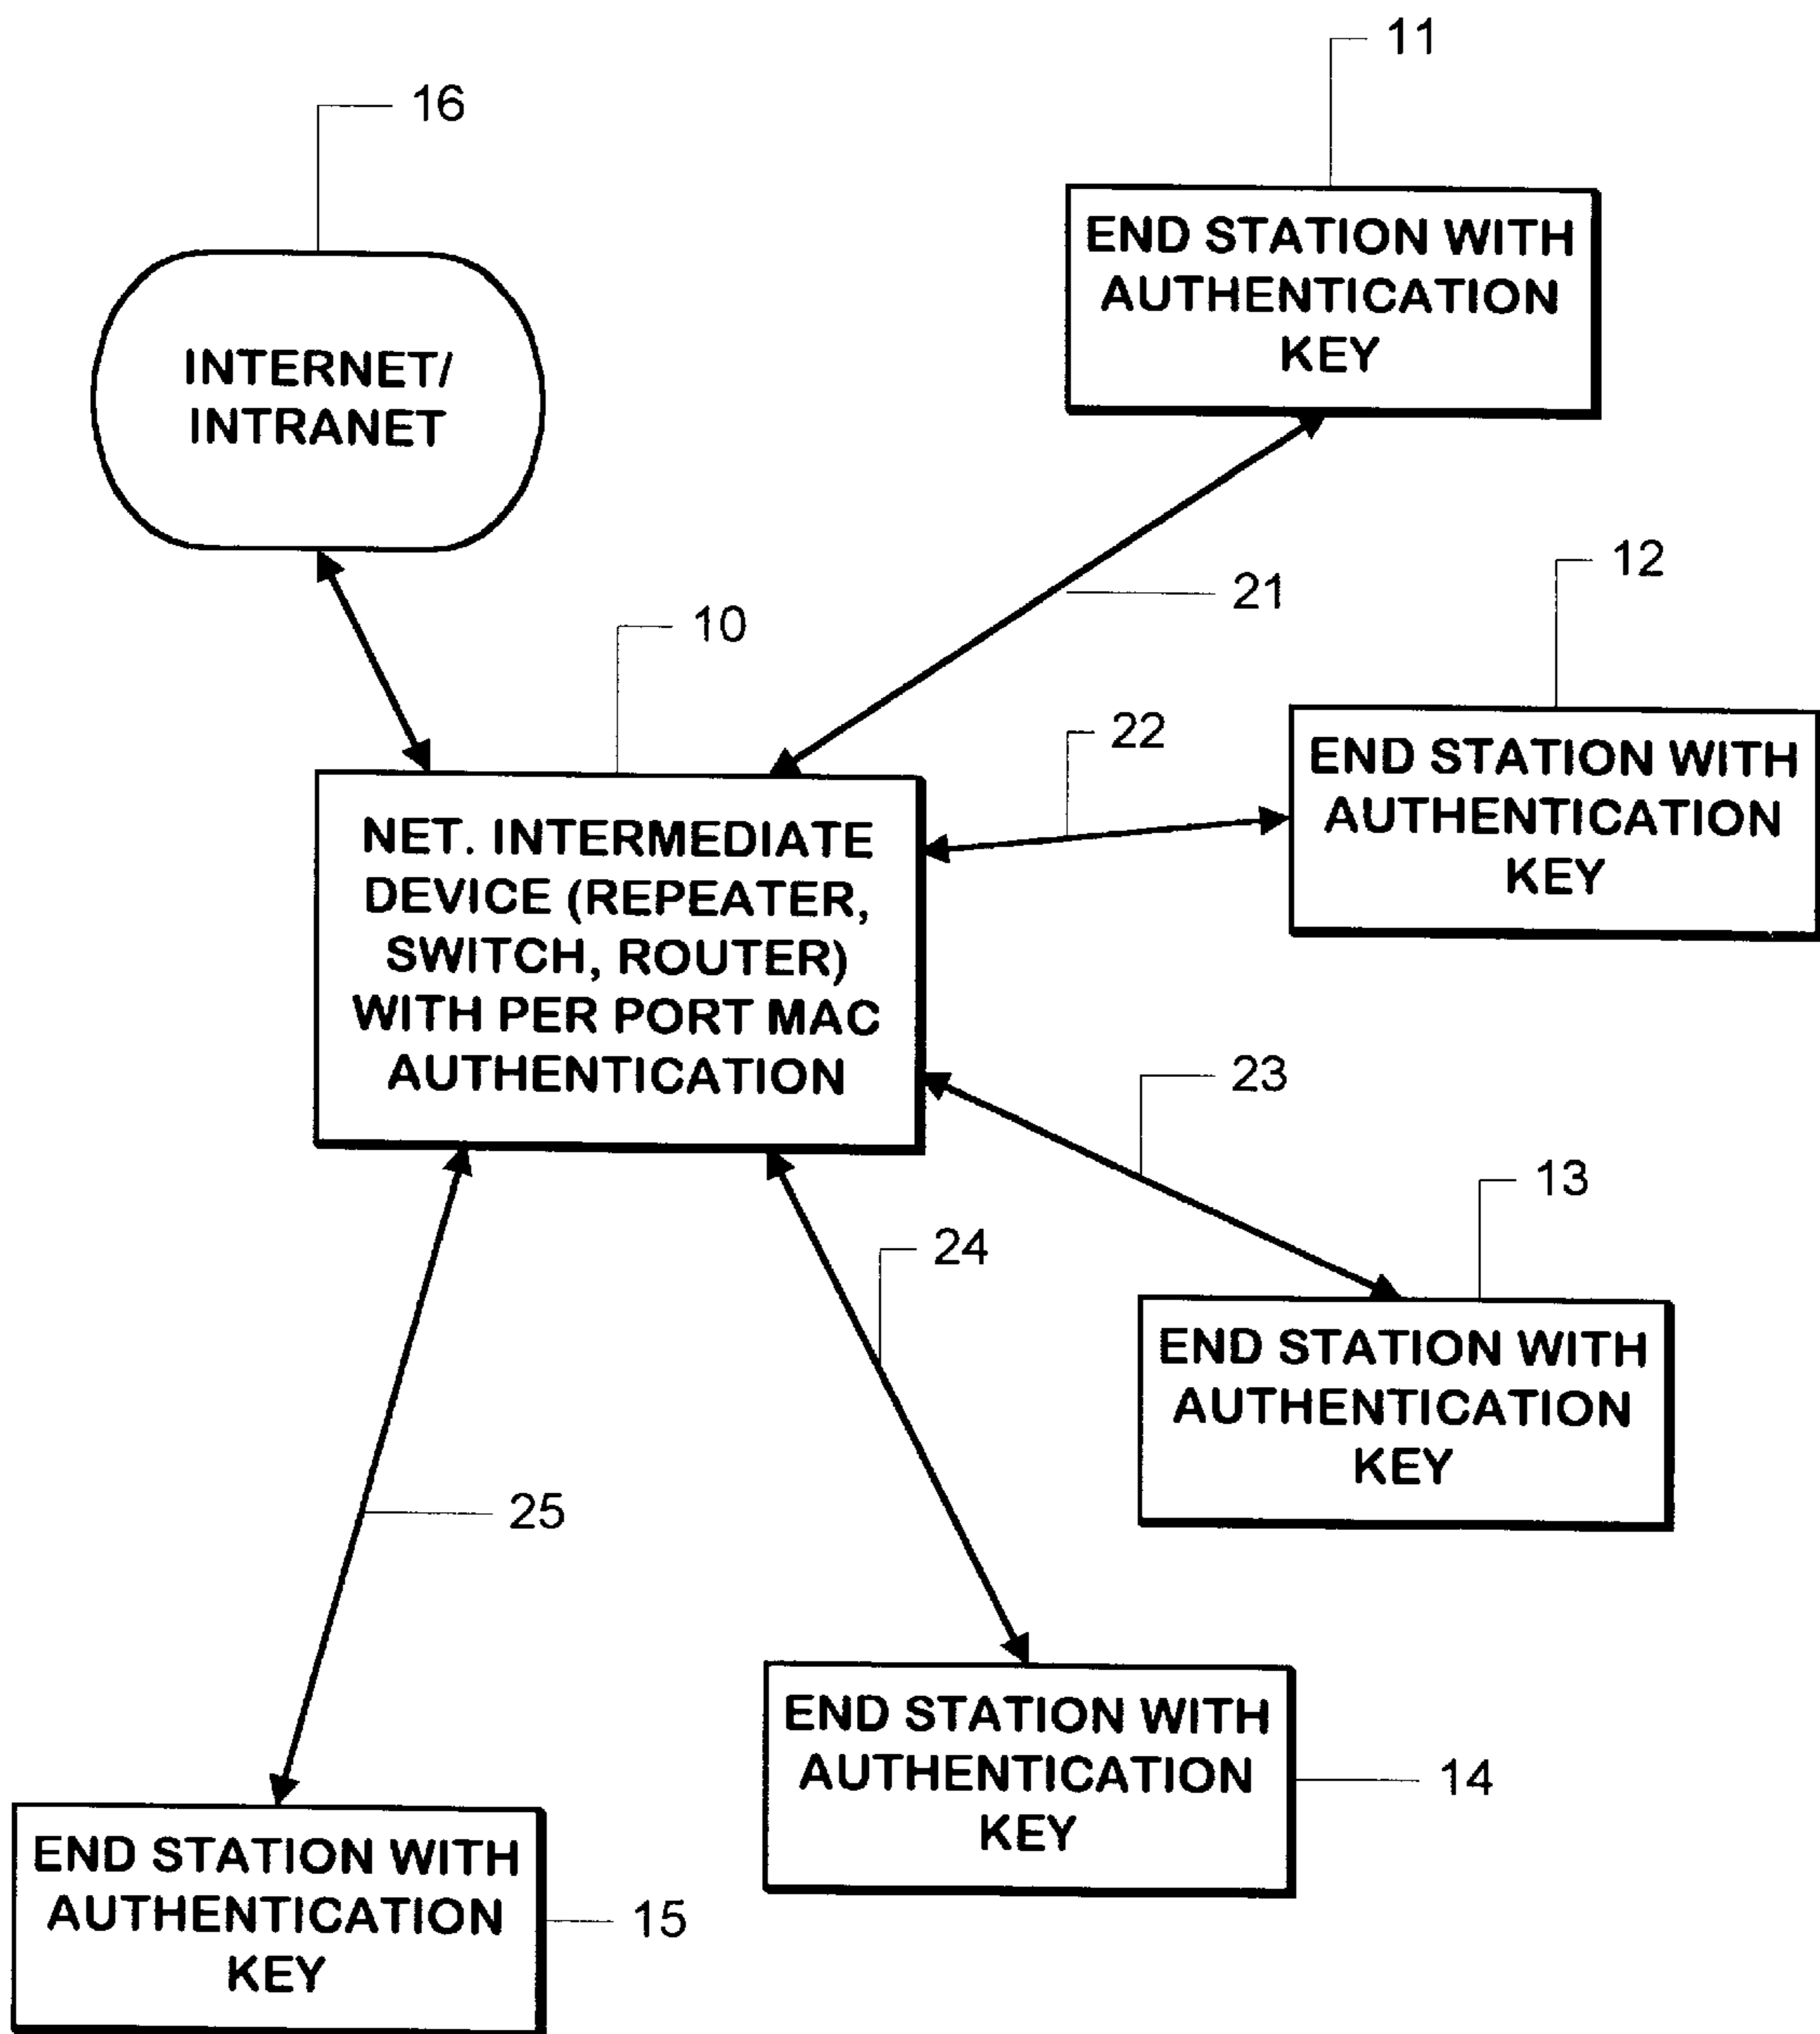 11
16
END STATION WITH
AUTHENTICATION
KEY
INTERNET/
INTRANET
12
21
10
22
END STATION WITH
AUTHENTICATION
KEY
NET. INTERMEDIATE
DEVICE (REPEATER,
SWITCH, ROUTER)
WITH PER PORT MAC
AUTHENTICATION
23
13
24
END STATION WITH
AUTHENTICATION
KEY
25
END STATION WITH
AUTHENTICATION
KEY
14
END STATION WITH
AUTHENTICATION
KEY
15